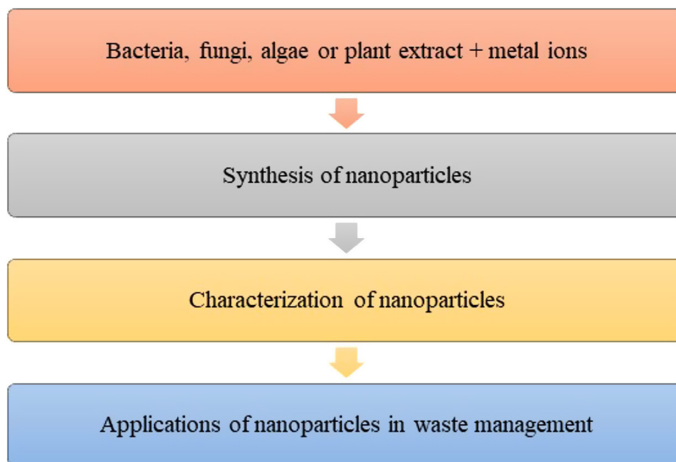 Bacteria, fungi, algae or plant extract + metal ions
Synthesis of nanoparticles
Characterization of nanoparticles
Applications of nanoparticles in waste management